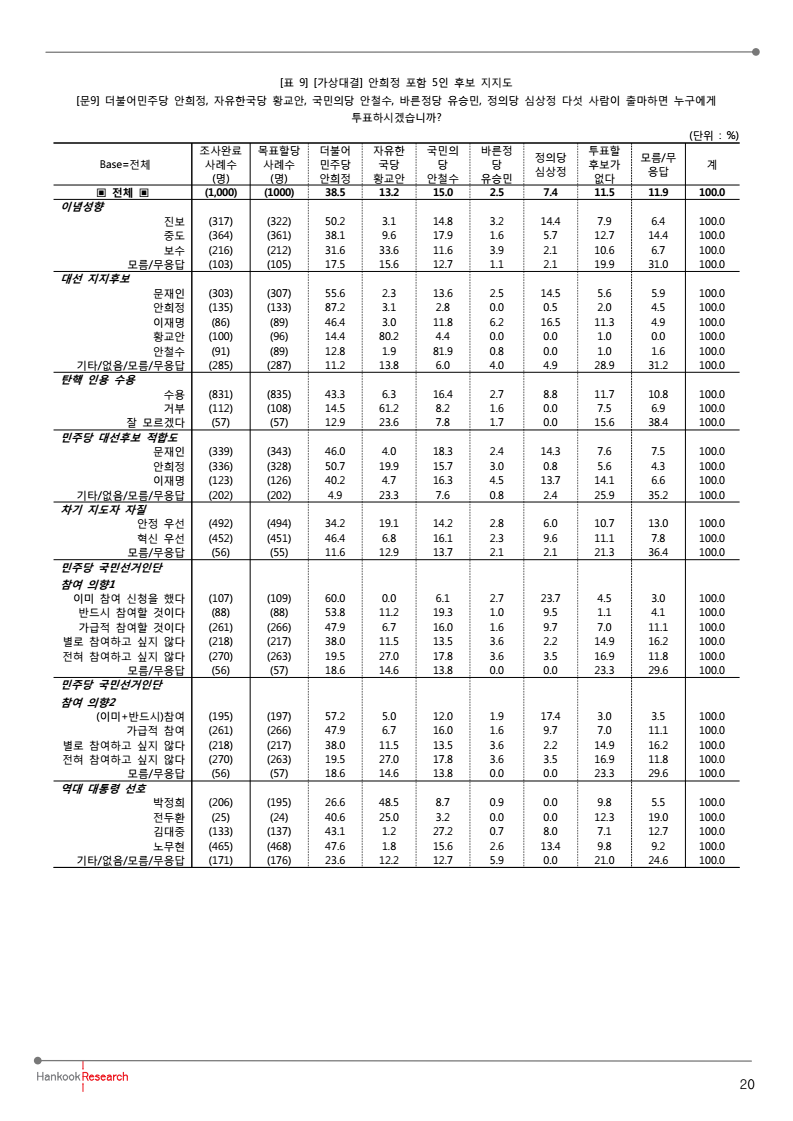 [표 9] [가상대결] 안희정 포함 5인 후보 지지도
[문9] 더불어민주당 안희정, 자유한국당 황교안, 국민의당 안철수, 바른정당 유승민, 정의당 심상정 다섯 사람이 출마하면 누구에게
투표하시겠습니까?
(단위 : %)
Base=전체 조사완료 사례수 (명) 목표할당 사례수 (명) 더불어 민주당 안희정 자유한 국당 황교안 국민의 당 안철수 바른정 당 유승민 정의당 심상정 투표할 후보가 없다 모름/무 응답 계
▣ 전체 ▣ (1,000) (1000) 38.5 13.2 15.0 2.5 7.4 11.5 11.9 100.0
이념성향
진보 (317) (322) 50.2 3.1 14.8 3.2 14.4 7.9 6.4 100.0
중도 (364) (361) 38.1 9.6 17.9 1.6 5.7 12.7 14.4 100.0
보수 (216) (212) 31.6 33.6 11.6 3.9 2.1 10.6 6.7 100.0
모름/무응답 (103) (105) 17.5 15.6 12.7 1.1 2.1 19.9 31.0 100.0
대선 지지후보
문재인 (303) (307) 55.6 2.3 13.6 2.5 14.5 5.6 5.9 100.0
안희정 (135) (133) 87.2 3.1 2.8 0.0 0.5 2.0 4.5 100.0
이재명 (86) (89) 46.4 3.0 11.8 6.2 16.5 11.3 4.9 100.0
황교안 (100) (96) 14.4 80.2 4.4 0.0 0.0 1.0 0.0 100.0
안철수 (91) (89) 12.8 1.9 81.9 0.8 0.0 1.0 1.6 100.0
기타/없음/모름/무응답 (285) (287) 11.2 13.8 6.0 4.0 4.9 28.9 31.2 100.0
탄핵 인용 수용
수용 (831) (835) 43.3 6.3 16.4 2.7 8.8 11.7 10.8 100.0
거부 (112) (108) 14.5 61.2 8.2 1.6 0.0 7.5 6.9 100.0
잘 모르겠다 (57) (57) 12.9 23.6 7.8 1.7 0.0 15.6 38.4 100.0
민주당 대선후보 적합도
문재인 (339) (343) 46.0 4.0 18.3 2.4 14.3 7.6 7.5 100.0
안희정 (336) (328) 50.7 19.9 15.7 3.0 0.8 5.6 4.3 100.0
이재명 (123) (126) 40.2 4.7 16.3 4.5 13.7 14.1 6.6 100.0
기타/없음/모름/무응답 (202) (202) 4.9 23.3 7.6 0.8 2.4 25.9 35.2 100.0
차기 지도자 자질
안정 우선 (492) (494) 34.2 19.1 14.2 2.8 6.0 10.7 13.0 100.0
혁신 우선 (452) (451) 46.4 6.8 16.1 2.3 9.6 11.1 7.8 100.0
모름/무응답 (56) (55) 11.6 12.9 13.7 2.1 2.1 21.3 36.4 100.0
민주당 국민선거인단
참여 의향1
이미 참여 신청을 했다 (107) (109) 60.0 0.0 6.1 2.7 23.7 4.5 3.0 100.0
반드시 참여할 것이다 (88) (88) 53.8 11.2 19.3 1.0 9.5 1.1 4.1 100.0
가급적 참여할 것이다 (261) (266) 47.9 6.7 16.0 1.6 9.7 7.0 11.1 100.0
별로 참여하고 싶지 않다 (218) (217) 38.0 11.5 13.5 3.6 2.2 14.9 16.2 100.0
전혀 참여하고 싶지 않다 (270) (263) 19.5 27.0 17.8 3.6 3.5 16.9 11.8 100.0
모름/무응답 (56) (57) 18.6 14.6 13.8 0.0 0.0 23.3 29.6 100.0
민주당 국민선거인단
참여 의향2
(이미+반드시)참여 (195) (197) 57.2 5.0 12.0 1.9 17.4 3.0 3.5 100.0
가급적 참여 (261) (266) 47.9 6.7 16.0 1.6 9.7 7.0 11.1 100.0
별로 참여하고 싶지 않다 (218) (217) 38.0 11.5 13.5 3.6 2.2 14.9 16.2 100.0
전혀 참여하고 싶지 않다 (270) (263) 19.5 27.0 17.8 3.6 3.5 16.9 11.8 100.0
모름/무응답 (56) (57) 18.6 14.6 13.8 0.0 0.0 23.3 29.6 100.0
역대 대통령 선호
박정희 (206) (195) 26.6 48.5 8.7 0.9 0.0 9.8 5.5 100.0
전두환 (25) (24) 40.6 25.0 3.2 0.0 0.0 12.3 19.0 100.0
김대중 (133) (137) 43.1 1.2 27.2 0.7 8.0 7.1 12.7 100.0
노무현 (465) (468) 47.6 1.8 15.6 2.6 13.4 9.8 9.2 100.0
기타/없음/모름/무응답 (171) (176) 23.6 12.2 12.7 5.9 0.0 21.0 24.6 100.0
Hankook Research
20